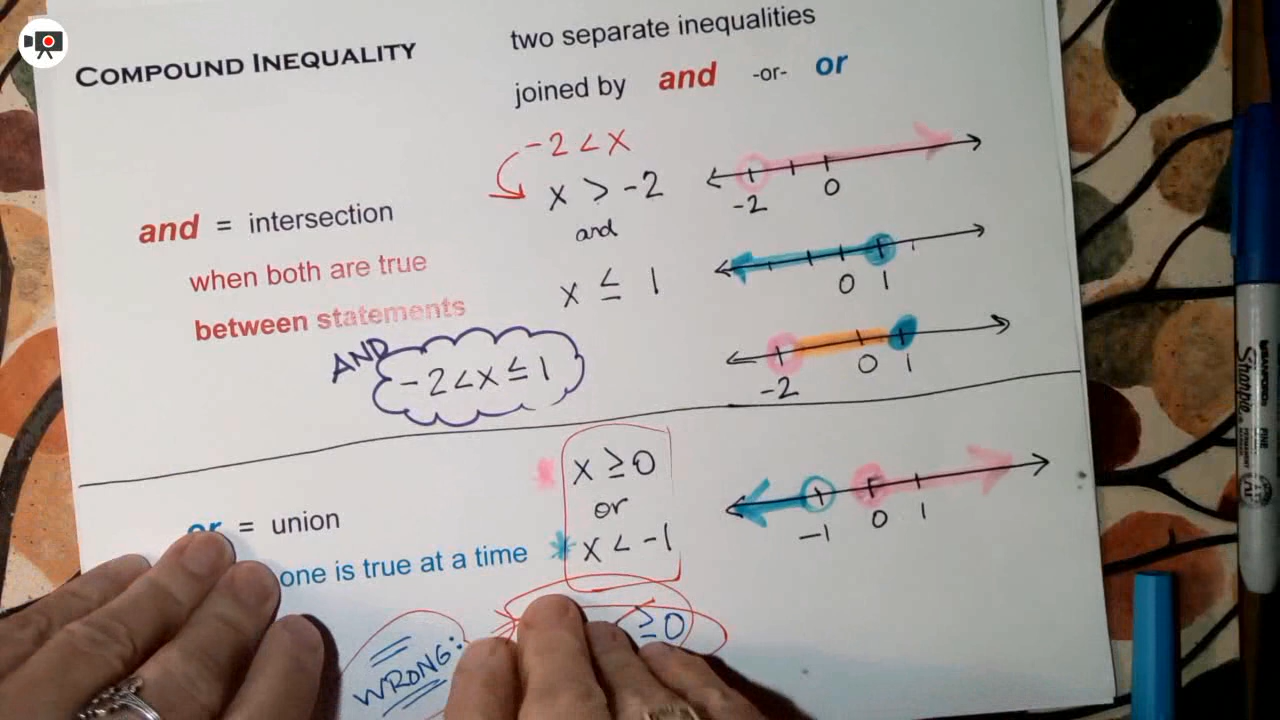 COMPOUND INEQUALITY
two separate inequalities
joined by and -or- or
-2 < x
x > -2
and
x ≤ 1
and = intersection
when both are true
between statements
AND
-2 < x ≤ 1
-2 0
0 1
-2 0 1
x ≥ 0
or
x < -1
or = union
one is true at a time
-1 0 1
WRONG:
≥ 0
Sharpie